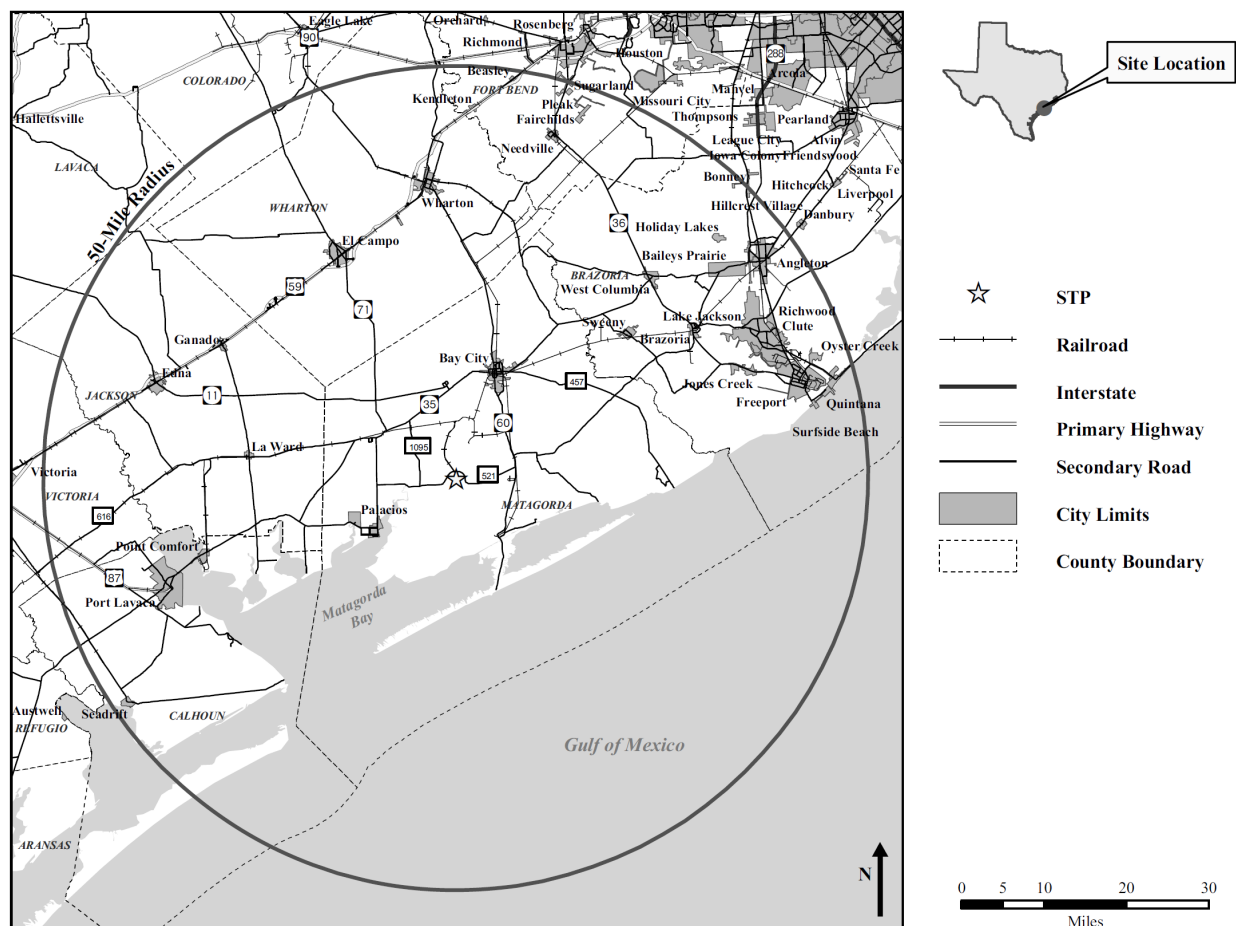 Eagle Lake
Orchard
Rosenberg
90
Richmond
Houston
288
COLORADO
Beasley
Arcola
FORT BEND
Sugarland
Manvel
Kendleton
Missouri City
Pleak
Hallettsville
Fairchilds
Thompsons
Pearland
Needville
League City
Alvin
Iowa Colony
Friendswood
LAVACA
Santa Fe
Bonney
Hitchcock
Liverpool
50-Mile Radius
WHARTON
Wharton
Hillcrest Village
Danbury
36
Holiday Lakes
El Campo
Baileys Prairie
Angleton
BRAZORIA
59
West Columbia
71
Richwood
Lake Jackson
Sweeny
Clute
Ganado
Brazoria
Oyster Creek
Bay City
Edna
457
Jones Creek
JACKSON
11
35
Freeport
Quintana
60
Surfside Beach
1095
La Ward
Victoria
521
VICTORIA
MATAGORDA
616
Palacios
Point Comfort
87
Port Lavaca
Matagorda
Bay
Austwell
Seadrift
CALHOUN
REFUGIO
Gulf of Mexico
ARANSAS
N
Site Location
STP
Railroad
Interstate
Primary Highway
Secondary Road
City Limits
County Boundary
0 5 10 20 30
Miles